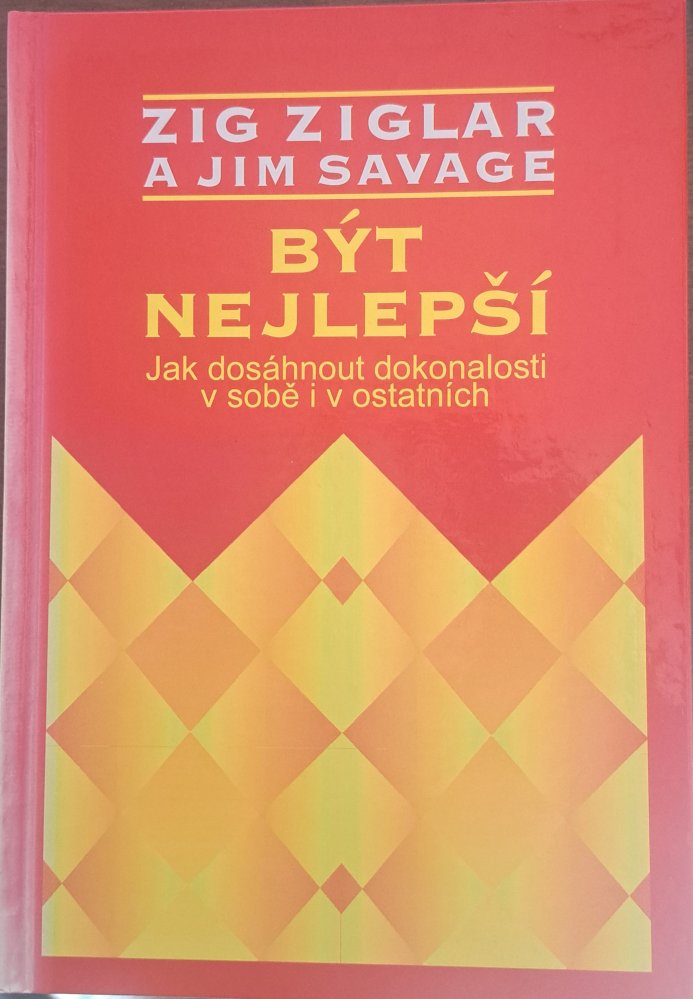 ZIG ZIGLAR
A JIM SAVAGE
BÝT
NEJLEPŠÍ
Jak dosáhnout dokonalosti
v sobě i v ostatních